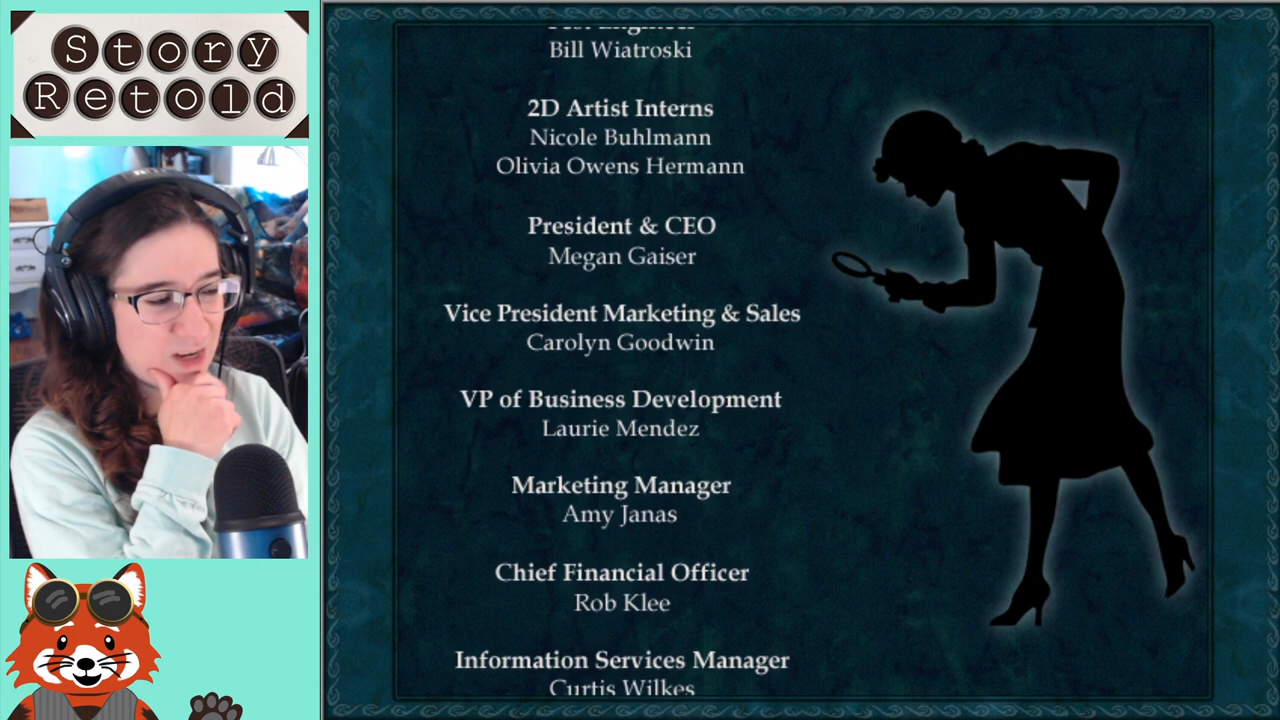 Story
Retold
Test Engineer
Bill Wiatroski
2D Artist Interns
Nicole Buhlmann
Olivia Owens Hermann
President & CEO
Megan Gaiser
Vice President Marketing & Sales
Carolyn Goodwin
VP of Business Development
Laurie Mendez
Marketing Manager
Amy Janas
Chief Financial Officer
Rob Klee
Information Services Manager
Curtis Wilkes